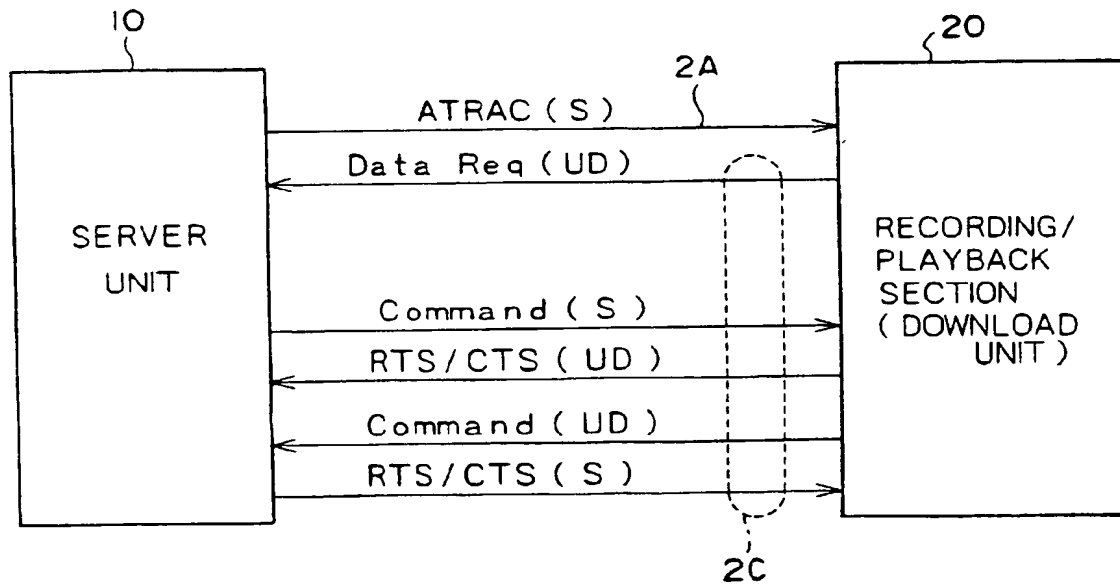 10
20
2A
ATRAC (S)
Data Req (UD)
SERVER
UNIT
RECORDING/
PLAYBACK
SECTION
(DOWNLOAD
UNIT)
Command (S)
RTS/CTS (UD)
Command (UD)
RTS/CTS (S)
2C